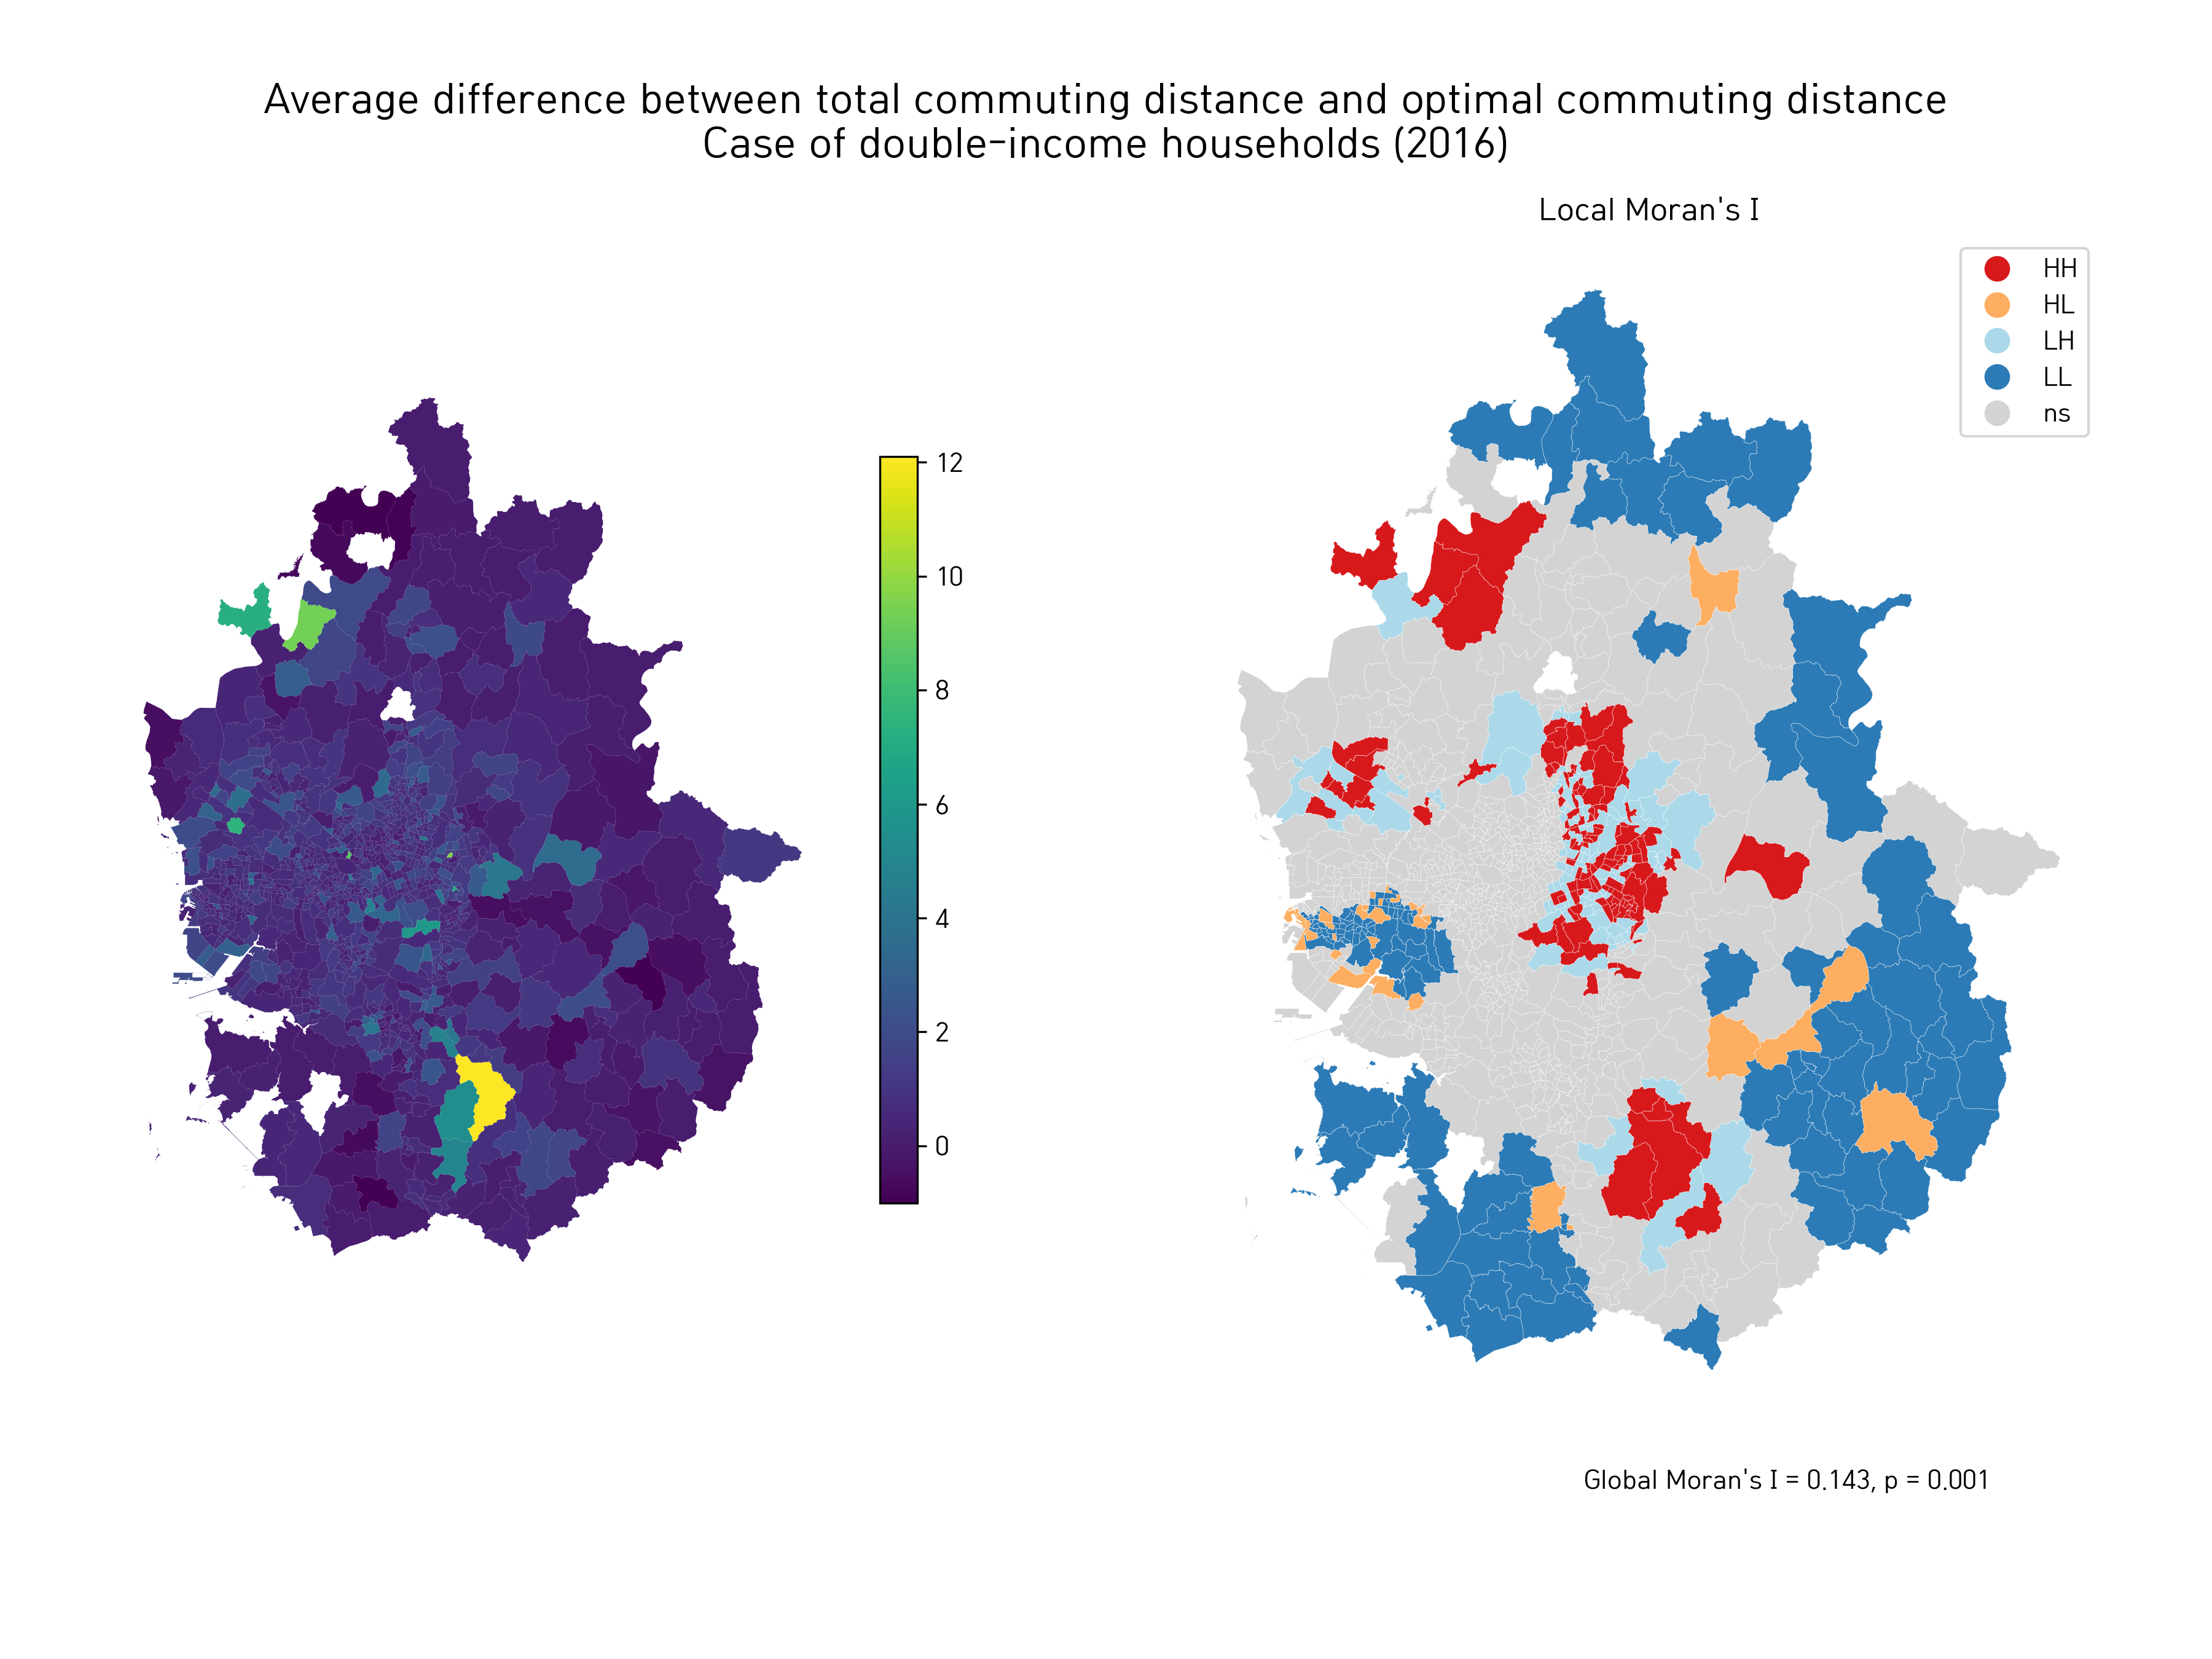 Average difference between total commuting distance and optimal commuting distance
Case of double-income households (2016)
Local Moran's I
HH
HL
LH
LL
ns
12
10
8
6
4
2
0
Global Moran's I = 0.143, p = 0.001